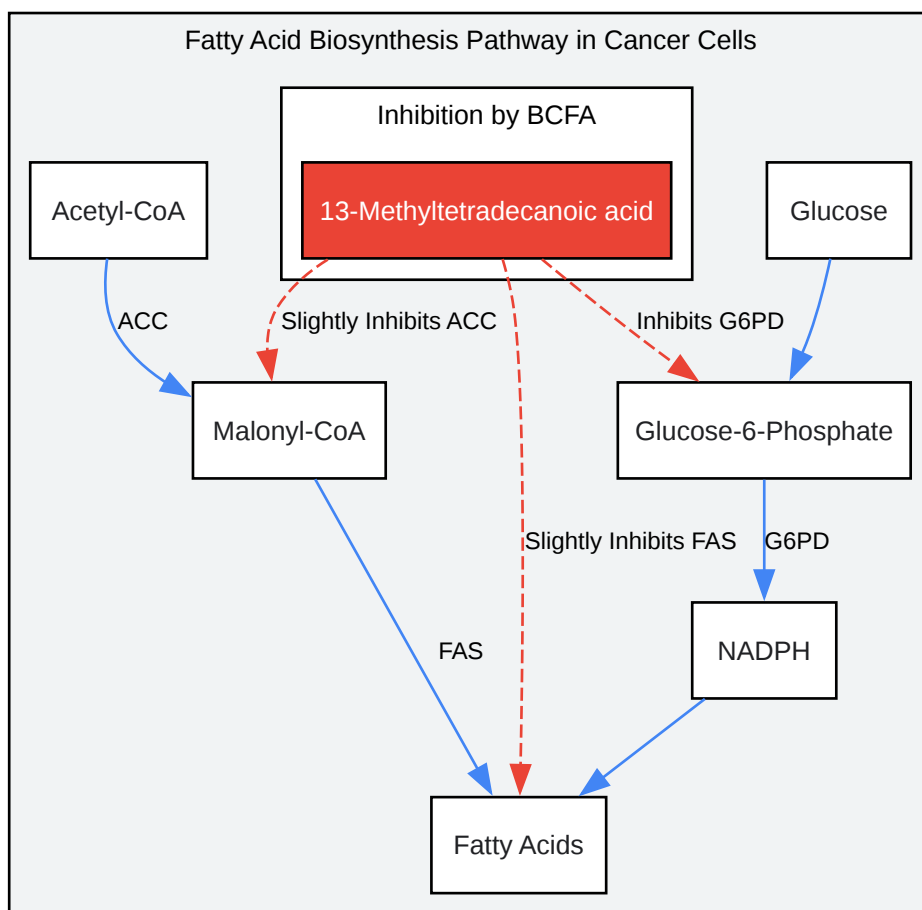 Fatty Acid Biosynthesis Pathway in Cancer Cells
Inhibition by BCFA
Acetyl-CoA
13-Methyltetradecanoic acid
Glucose
ACC
Slightly Inhibits ACC
Inhibits G6PD
Malonyl-CoA
Glucose-6-Phosphate
Slightly Inhibits FAS
G6PD
FAS
NADPH
Fatty Acids